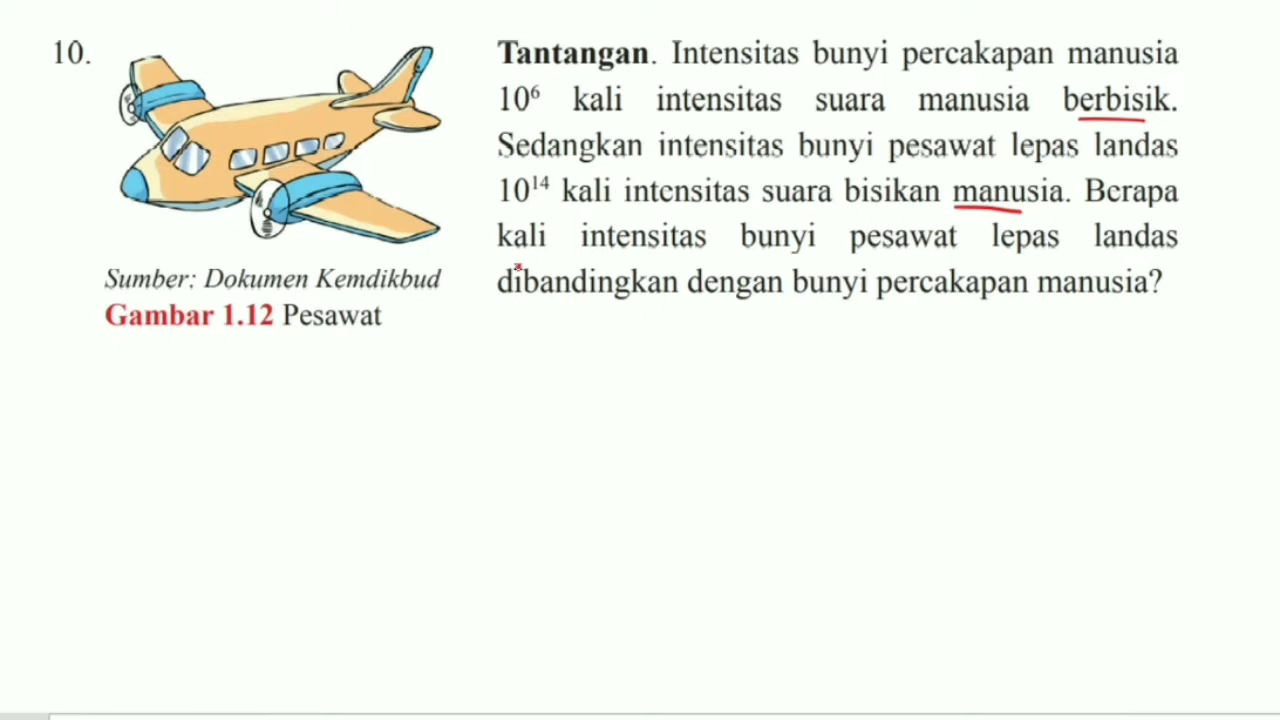 10.
Tantangan. Intensitas bunyi percakapan manusia
10⁶ kali intensitas suara manusia berbisik.
Sedangkan intensitas bunyi pesawat lepas landas
10¹⁴ kali intensitas suara bisikan manusia. Berapa
kali intensitas bunyi pesawat lepas landas
dibandingkan dengan bunyi percakapan manusia?
Sumber: Dokumen Kemdikbud
Gambar 1.12 Pesawat